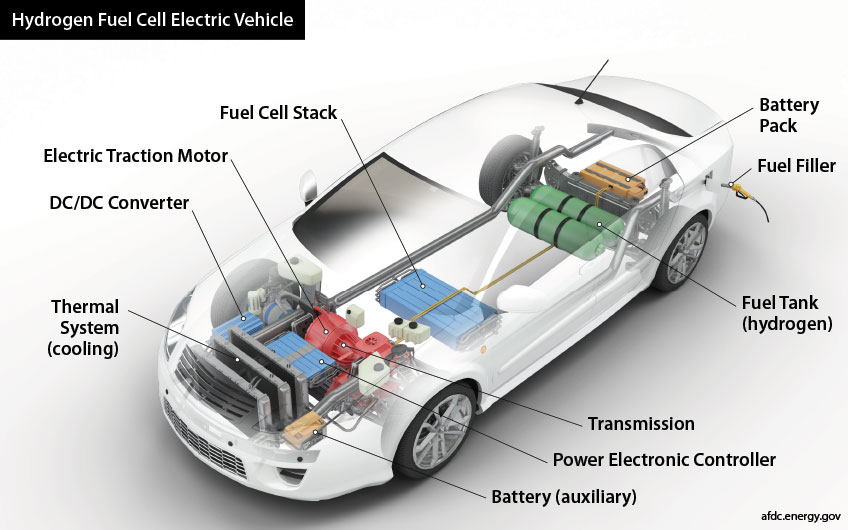 Hydrogen Fuel Cell Electric Vehicle
Fuel Cell Stack
Battery
Pack
Electric Traction Motor
Fuel Filler
DC/DC Converter
Thermal
System
(cooling)
Fuel Tank
(hydrogen)
Transmission
Power Electronic Controller
Battery (auxiliary)
afdc.energy.gov